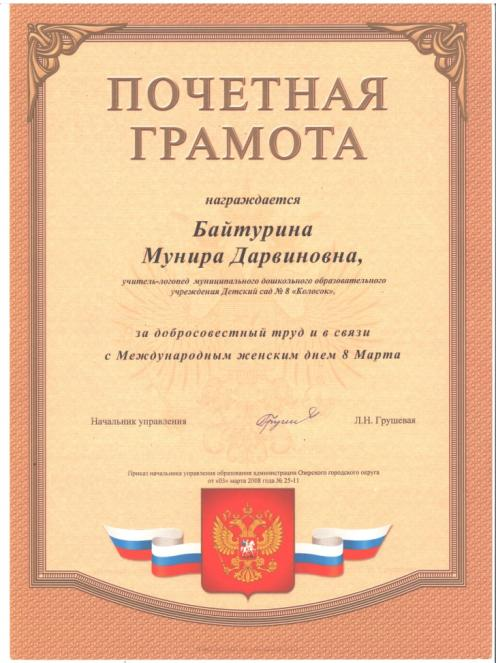 ПОЧЕТНАЯ
ГРАМОТА
награждается
Байтурина
Мунира Дарвиновна,
учитель-логопед муниципального дошкольного образовательного
учреждения Детский сад № 8 «Колосок»,
за добросовестный труд и в связи
с Международным женским днем 8 Марта
Начальник управления
Л.Н. Грушевая
Приказ начальника управления образования администрации Озерского городского округа
от «03» марта 2008 года № 25-11